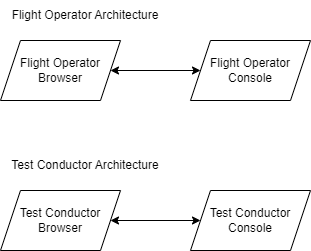 Flight Operator Architecture
Flight Operator
Browser
Flight Operator
Console
Test Conductor Architecture
Test Conductor
Browser
Test Conductor
Console